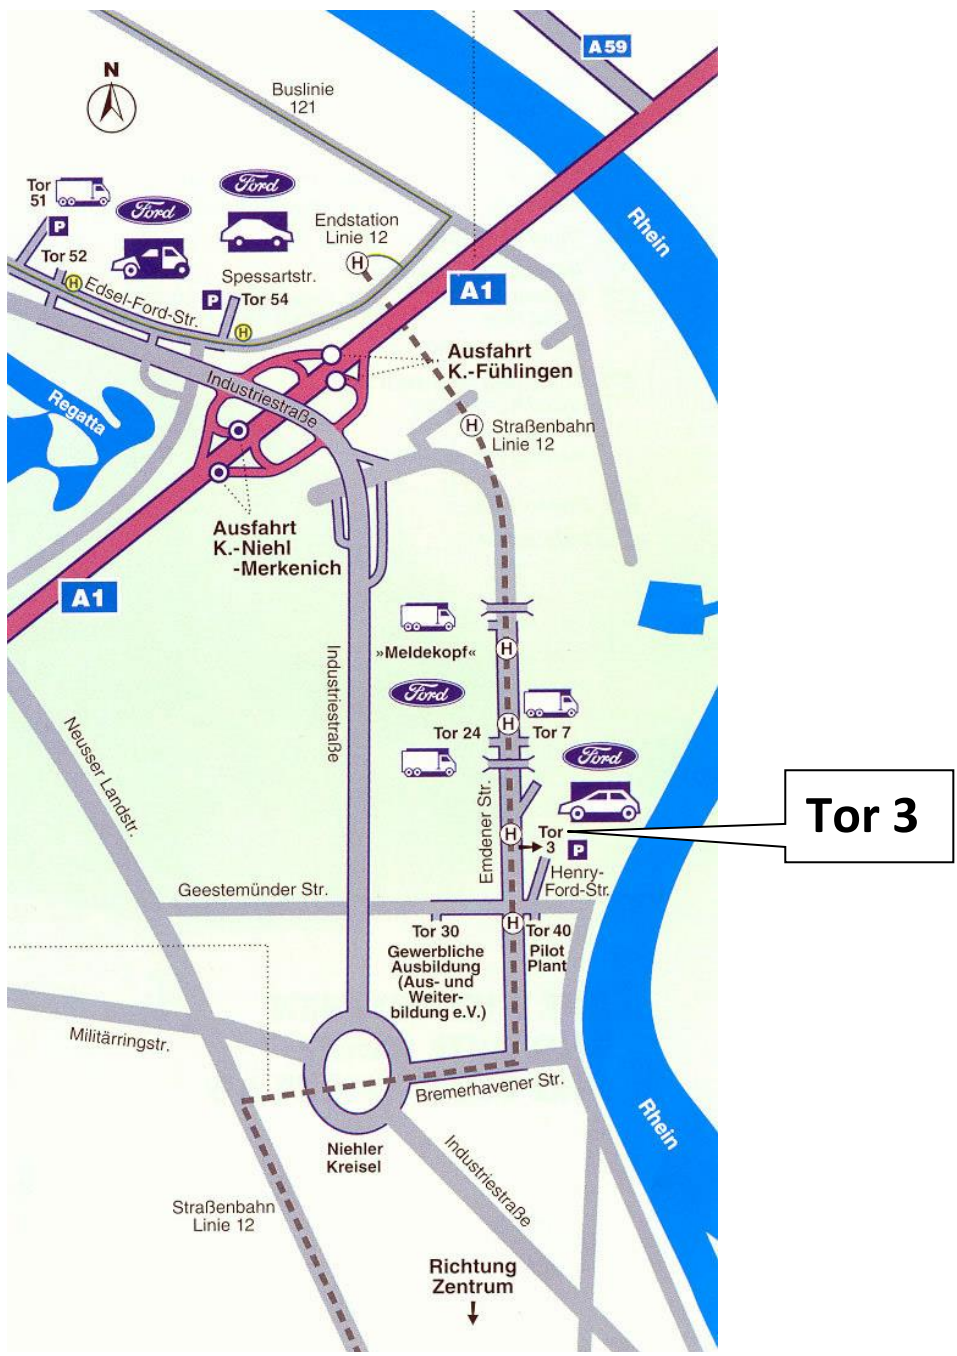 A 59
N
Buslinie
121
Tor
51
Ford
Ford
Endstation
Linie 12
Rhein
P
H
Tor 52
H
Spessartstr.
P
Tor 54
Edsel-Ford-Str.
H
A1
Ausfahrt
K.-Fühlingen
Industriestraße
Regatta
H
Straßenbahn
Linie 12
Ausfahrt
K.-Niehl
-Merkenich
A1
»Meldekopf«
H
Industriestraße
Ford
Neusser Landstr.
H
Tor 24
Tor 7
Ford
Emdener Str.
Tor 3
H
Tor
3
P
Henry-
Ford-Str.
Geestemünder Str.
H
Tor 30
Gewerbliche
Ausbildung
(Aus- und
Weiter-
bildung e.V.)
Tor 40
Pilot
Plant
Militärringstr.
Bremerhavener Str.
Rhein
Niehler
Kreisel
Industriestraße
Straßenbahn
Linie 12
Richtung
Zentrum